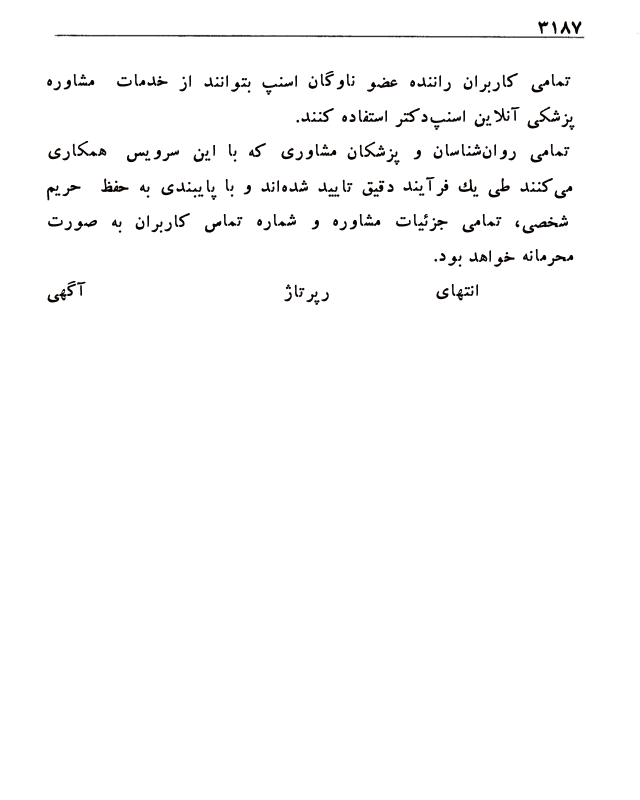 ۳۱۸۷
تمامی کاربران راننده عضو ناوگان اسنپ بتوانند از خدمات مشاوره
پزشکی آنلاین اسنپ‌دکتر استفاده کنند.
تمامی روان‌شناسان و پزشکان مشاوری که با این سرویس همکاری
می‌کنند طی یك فرآیند دقیق تایید شده‌اند و با پایبندی به حفظ حریم
شخصی، تمامی جزئیات مشاوره و شماره تماس کاربران به صورت
محرمانه خواهد بود.
انتهای رپرتاژ آگهی